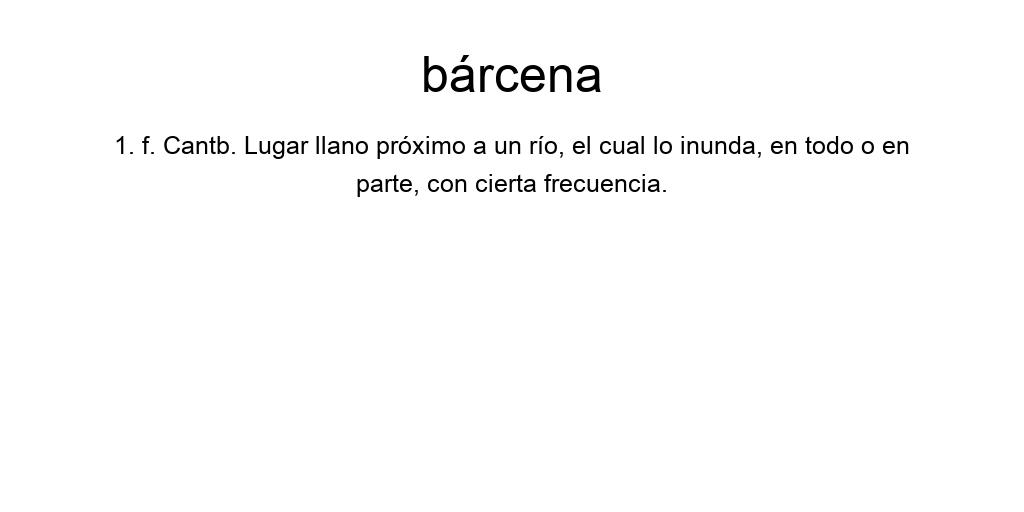 bárcena
1. f. Cantb. Lugar llano próximo a un río, el cual lo inunda, en todo o en
parte, con cierta frecuencia.